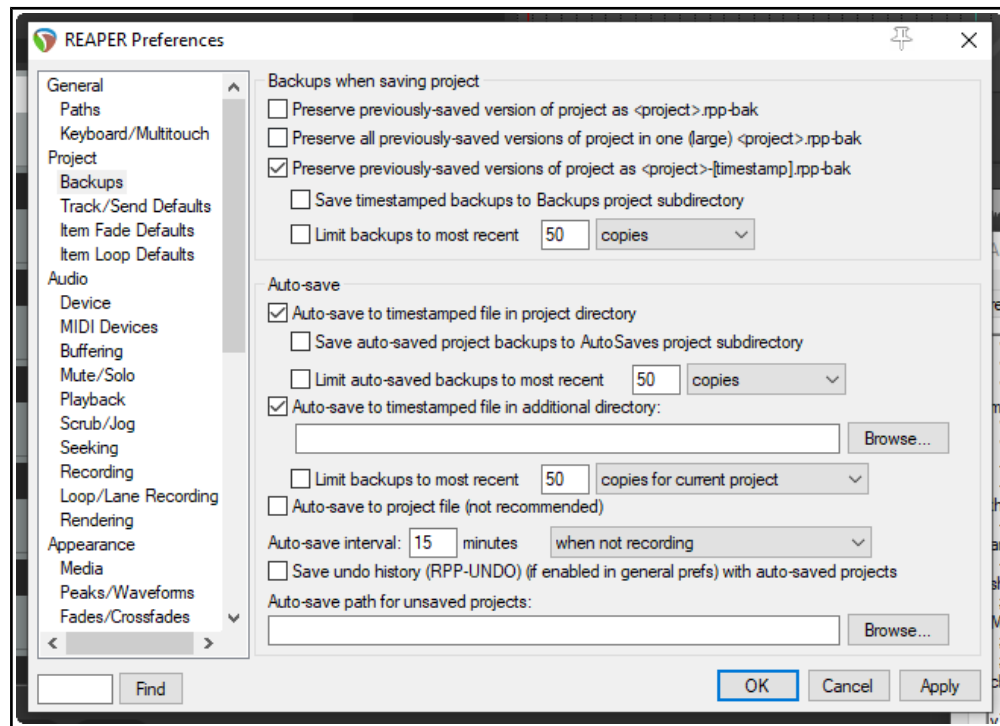 REAPER Preferences
General
Paths
Keyboard/Multitouch
Project
Backups
Track/Send Defaults
Item Fade Defaults
Item Loop Defaults
Audio
Device
MIDI Devices
Buffering
Mute/Solo
Playback
Scrub/Jog
Seeking
Recording
Loop/Lane Recording
Rendering
Appearance
Media
Peaks/Waveforms
Fades/Crossfades
Find
Backups when saving project
Preserve previously-saved version of project as <project>.rpp-bak
Preserve all previously-saved versions of project in one (large) <project>.rpp-bak
Preserve previously-saved versions of project as <project>-[timestamp].rpp-bak
Save timestamped backups to Backups project subdirectory
Limit backups to most recent 50 copies
Auto-save
Auto-save to timestamped file in project directory
Save auto-saved project backups to AutoSaves project subdirectory
Limit auto-saved backups to most recent 50 copies
Auto-save to timestamped file in additional directory:
Browse...
Limit backups to most recent 50 copies for current project
Auto-save to project file (not recommended)
Auto-save interval: 15 minutes when not recording
Save undo history (RPP-UNDO) (if enabled in general prefs) with auto-saved projects
Auto-save path for unsaved projects:
Browse...
OK Cancel Apply